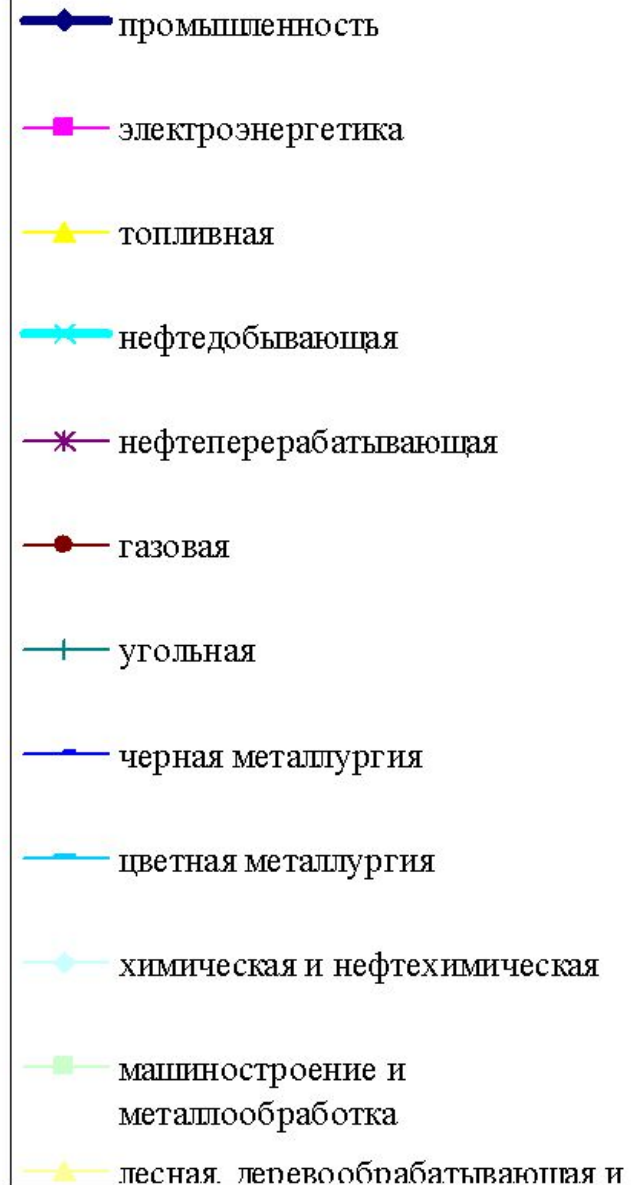 промышленность
электроэнергетика
топливная
нефтедобывающая
нефтеперерабатывающая
газовая
угольная
черная металлургия
цветная металлургия
химическая и нефтехимическая
машиностроение и
металлообработка
лесная, деревообрабатывающая и